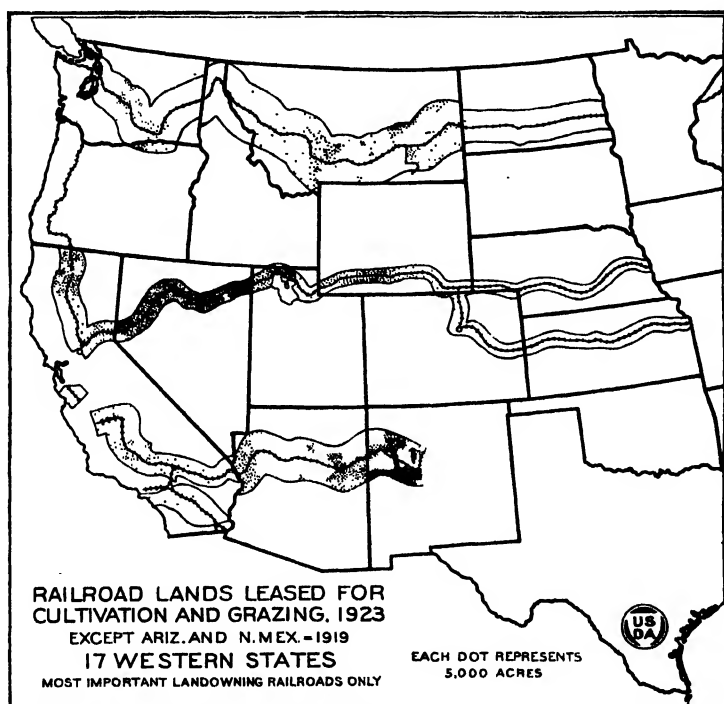 RAILROAD LANDS LEASED FOR
CULTIVATION AND GRAZING, 1923
EXCEPT ARIZ. AND N. MEX. = 1919
17 WESTERN STATES
MOST IMPORTANT LANDOWNING RAILROADS ONLY
EACH DOT REPRESENTS
5,000 ACRES
US
DA